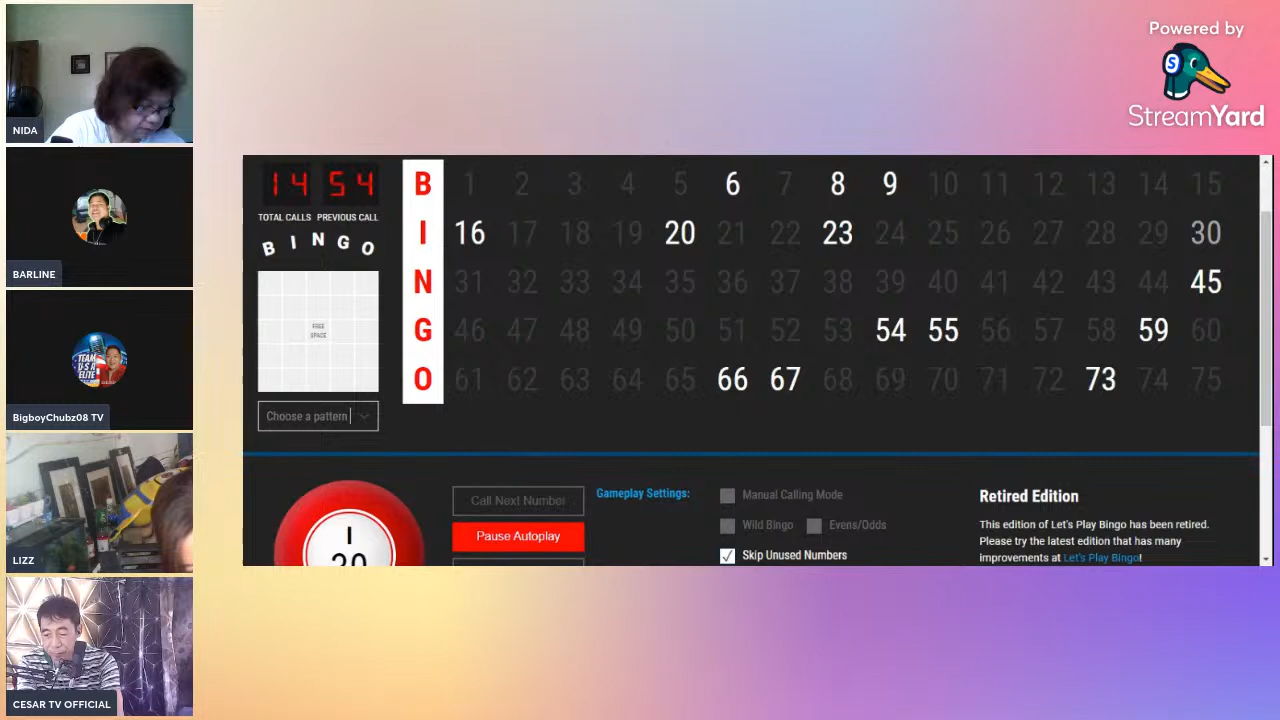 Powered by
StreamYard
NIDA
BARLINE
TEAM
U·S·A
ELITE
BigboyChubz08 TV
LIZZ
CESAR TV OFFICIAL
14 54
TOTAL CALLS PREVIOUS CALL
B I N G O
FREE
SPACE
Choose a pattern
B 1 2 3 4 5 6 7 8 9 10 11 12 13 14 15
I 16 17 18 19 20 21 22 23 24 25 26 27 28 29 30
N 31 32 33 34 35 36 37 38 39 40 41 42 43 44 45
G 46 47 48 49 50 51 52 53 54 55 56 57 58 59 60
O 61 62 63 64 65 66 67 68 69 70 71 72 73 74 75
I
Call Next Number
Pause Autoplay
Gameplay Settings:
Manual Calling Mode
Wild Bingo Evens/Odds
Skip Unused Numbers
Retired Edition
This edition of Let's Play Bingo has been retired.
Please try the latest edition that has many
improvements at Let's Play Bingo!